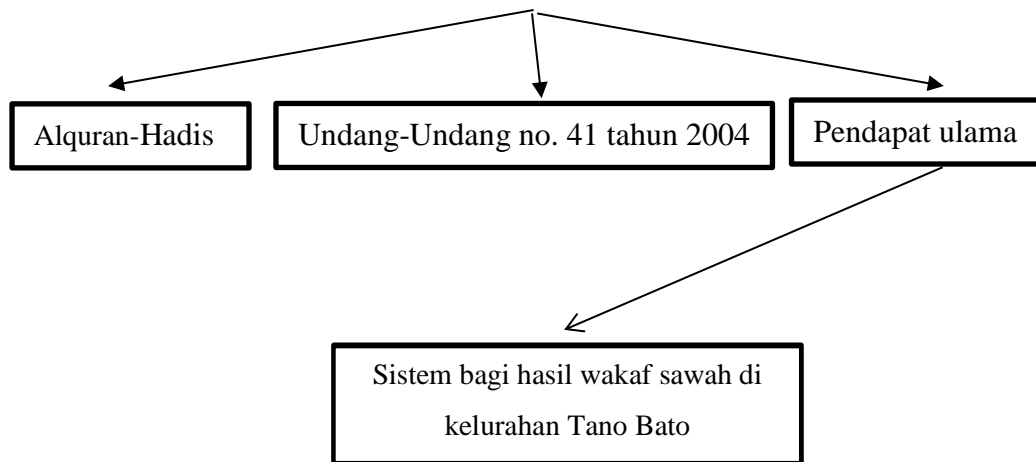 Alquran-Hadis
Undang-Undang no. 41 tahun 2004
Pendapat ulama
Sistem bagi hasil wakaf sawah di
kelurahan Tano Bato